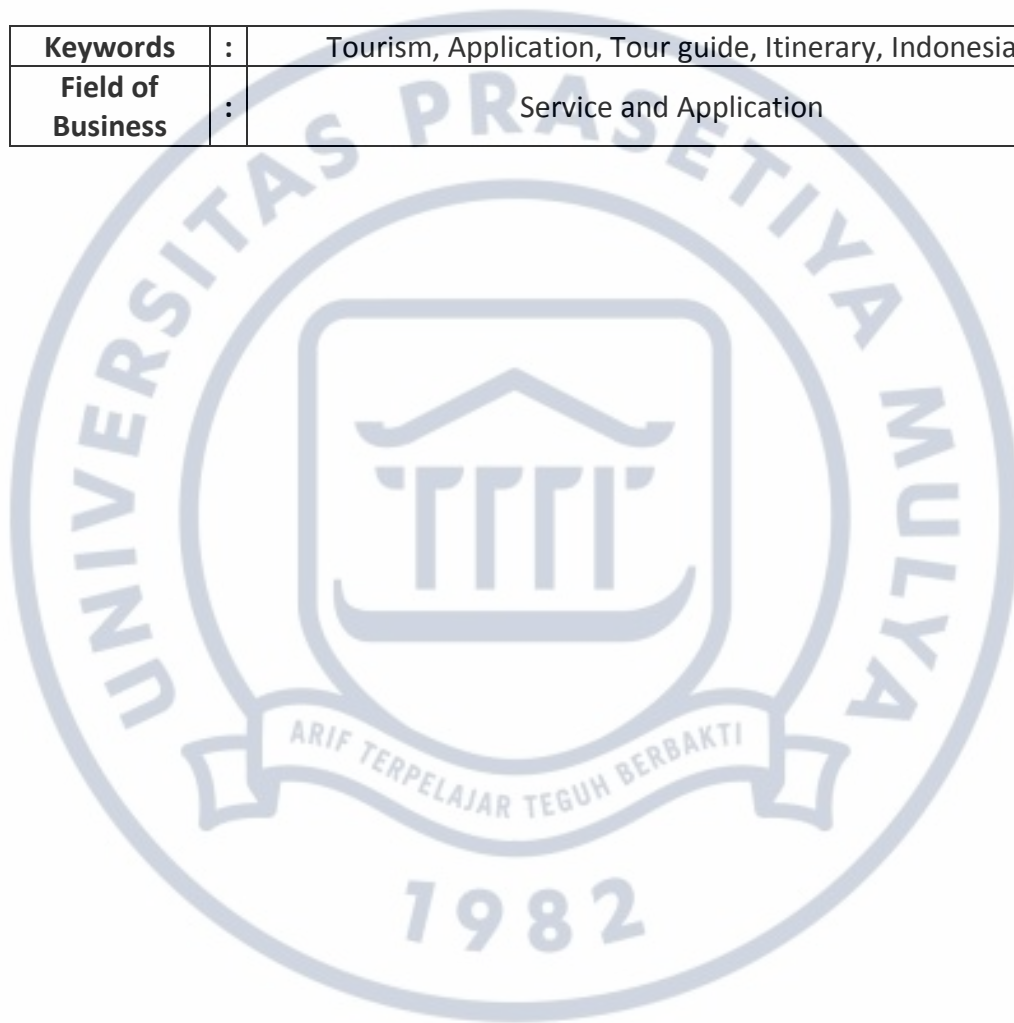 Keywords : Tourism, Application, Tour guide, Itinerary, Indonesia
Field of
Business : Service and Application
UNIVERSITAS PRASETIYA MULYA
ARIF TERPELAJAR TEGUH BERBAKTI
1982